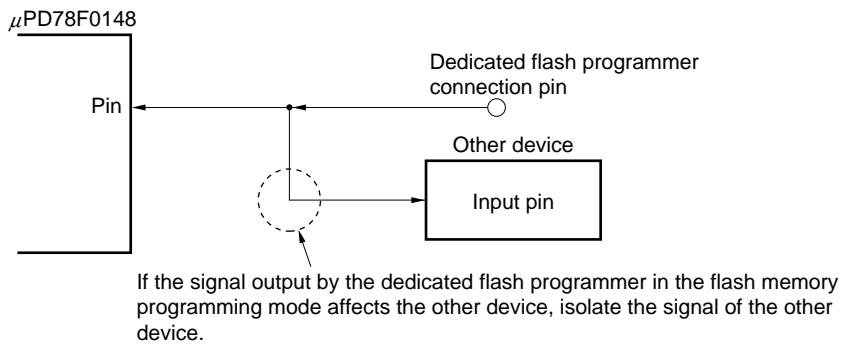 μPD78F0148
Dedicated flash programmer
connection pin
Pin
Other device
Input pin
If the signal output by the dedicated flash programmer in the flash memory
programming mode affects the other device, isolate the signal of the other
device.